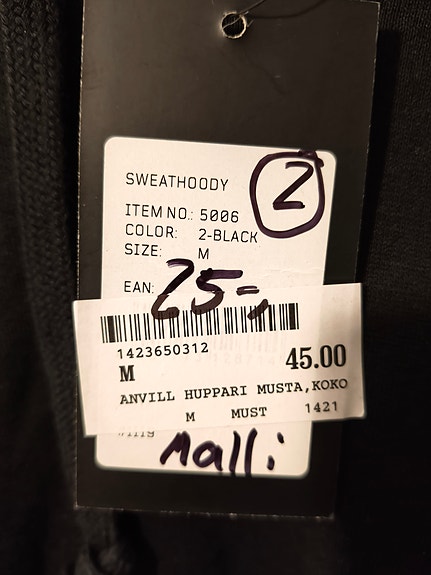 2
SWEATHOODY
ITEM NO.: 5006
COLOR: 2-BLACK
SIZE: M
EAN:
25=,
1423650312
M 45.00
ANVILL HUPPARI MUSTA,KOKO
M MUST 1421
Malli